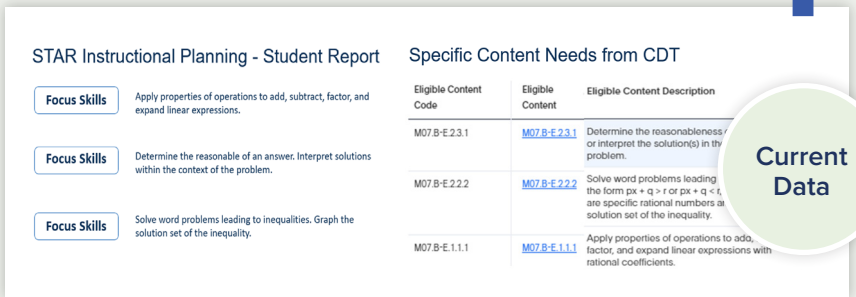 STAR Instructional Planning - Student Report
Focus Skills
Apply properties of operations to add, subtract, factor, and
expand linear expressions.
Focus Skills
Determine the reasonable of an answer. Interpret solutions
within the context of the problem.
Focus Skills
Solve word problems leading to inequalities. Graph the
solution set of the inequality.
Specific Content Needs from CDT
Eligible Content
Code
Eligible
Content
Eligible Content Description
M07.B-E.2.3.1
M07.B-E.2.3.1
Determine the reasonableness
or interpret the solution(s) in the
problem.
M07.B-E.2.2.2
M07.B-E.2.2.2
Solve word problems leading
the form px + q > r or px + q < r,
are specific rational numbers
solution set of the inequality.
M07.B-E.1.1.1
M07.B-E.1.1.1
Apply properties of operations to add,
factor, and expand linear expressions with
rational coefficients.
Current
Data